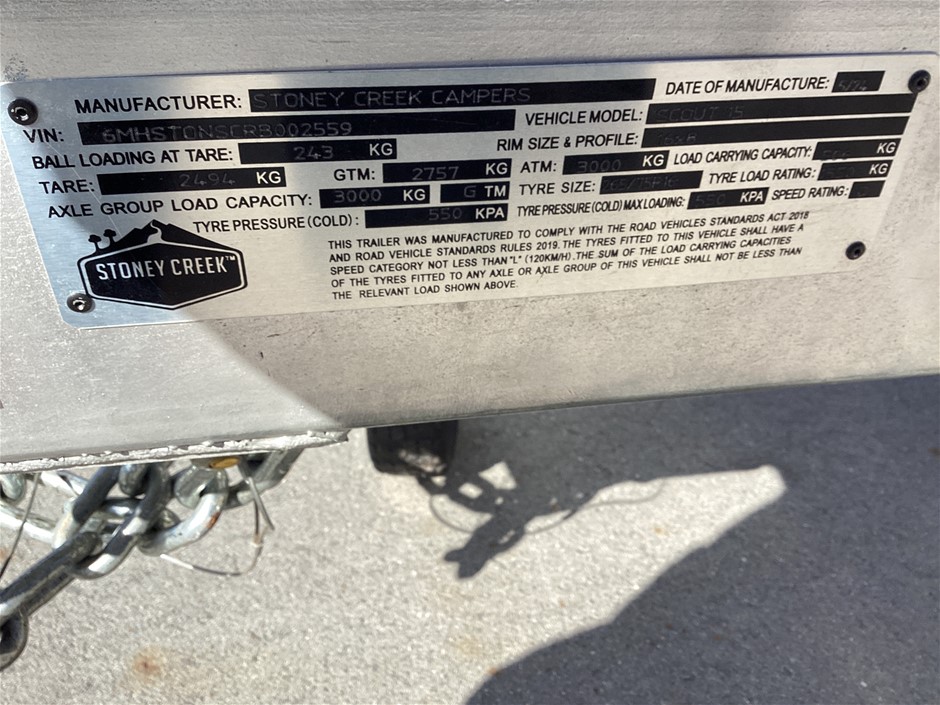 MANUFACTURER: STONEY CREEK CAMPERS DATE OF MANUFACTURE: 5/24
VIN: 6MHSTONSCRB002559 VEHICLE MODEL: SCOUT 15
BALL LOADING AT TARE: 243 KG RIM SIZE & PROFILE:
TARE: 2494 KG GTM: 2757 KG ATM: 3000 KG LOAD CARRYING CAPACITY: KG
AXLE GROUP LOAD CAPACITY: 3000 KG G TM TYRE SIZE: TYRE LOAD RATING: KG
TYRE PRESSURE (COLD): 550 KPA TYRE PRESSURE (COLD) MAX LOADING: 550 KPA SPEED RATING:
THIS TRAILER WAS MANUFACTURED TO COMPLY WITH THE ROAD VEHICLES STANDARDS ACT 2018
AND ROAD VEHICLE STANDARDS RULES 2019. THE TYRES FITTED TO THIS VEHICLE SHALL HAVE A
SPEED CATEGORY NOT LESS THAN "L" (120KM/H). THE SUM OF THE LOAD CARRYING CAPACITIES
OF THE TYRES FITTED TO ANY AXLE OR AXLE GROUP OF THIS VEHICLE SHALL NOT BE LESS THAN
THE RELEVANT LOAD SHOWN ABOVE.
STONEY CREEK™